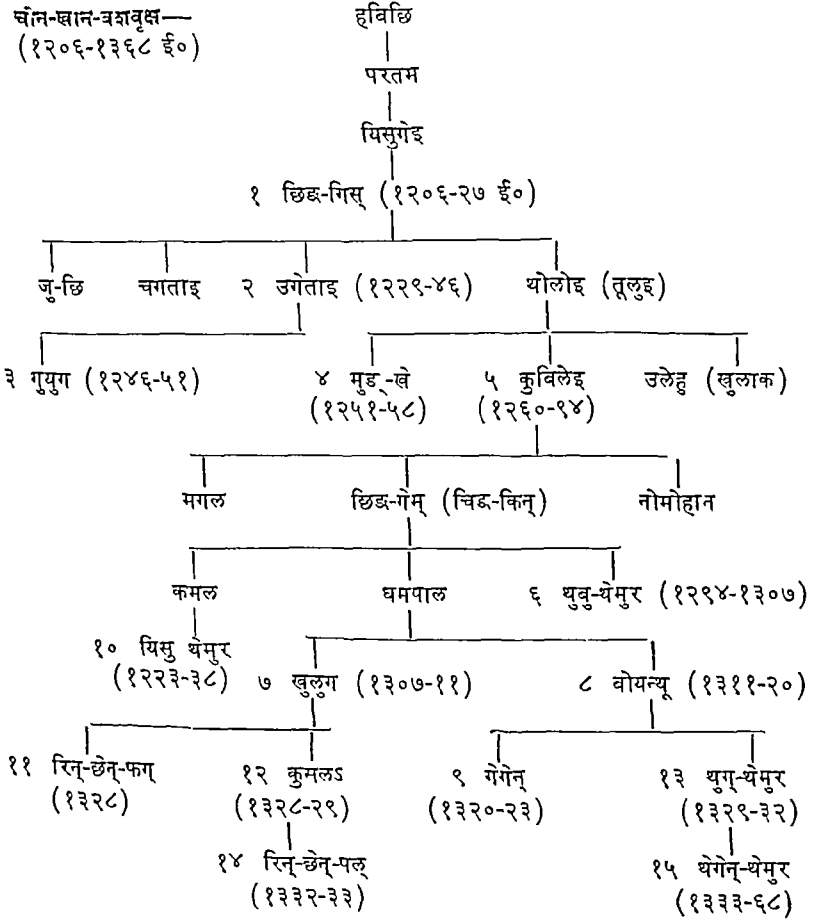 चीन-खान-वशवृक्ष—
(१२०६-१३६८ ई०)
हविछि
परतम
यिसुगेइ
१ छिङ-गिस् (१२०६-२७ ई०)
जु-छि चगताइ २ उगेताइ (१२२९-४६) थोलोइ (तूलुइ)
३ गुयुग (१२४६-५१) ४ मुङ्-खे ५ कुबिलेइ उलेहु (खुलाक)
(१२५१-५८) (१२६०-९४)
मगल छिङ-गेम् (चिङ-किन्) नोमोहान
कमल धमपाल ६ थुबु-थेमुर (१२९४-१३०७)
१० यिसु थेमुर
(१२२३-३८) ७ खुलुग (१३०७-११) ८ वोयन्यू (१३११-२०)
११ रिन्-छेन्-फग् १२ कुमलऽ ९ गेगेन् १३ थुग्-थेमुर
(१३२८) (१३२८-२९) (१३२०-२३) (१३२९-३२)
१४ रिन्-छेन्-पल् १५ थेगेन्-थेमुर
(१३३२-३३) (१३३३-६८)